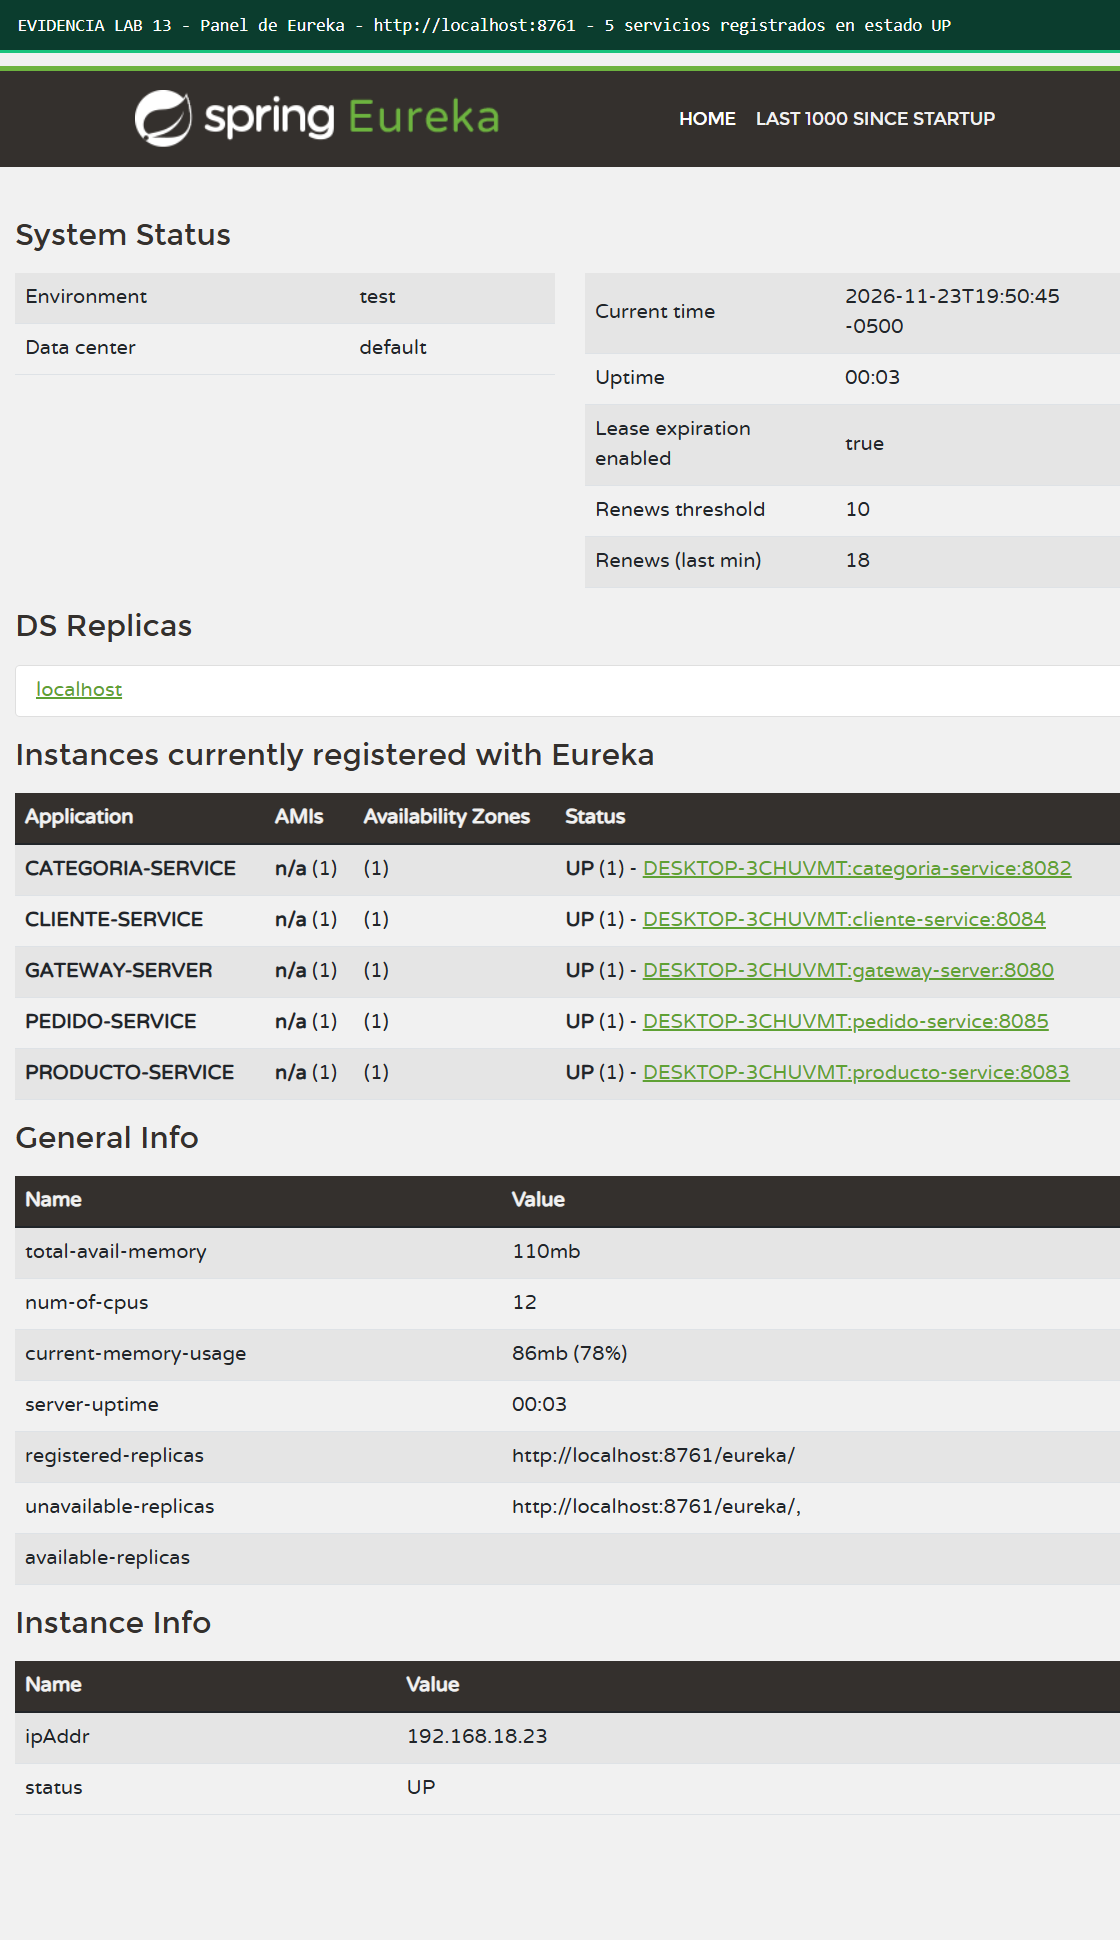 EVIDENCIA LAB 13 - Panel de Eureka - http://localhost:8761 - 5 servicios registrados en estado UP
spring Eureka
HOME LAST 1000 SINCE STARTUP
System Status
Environment test
Data center default
Current time 2026-11-23T19:50:45
-0500
Uptime 00:03
Lease expiration
enabled true
Renews threshold 10
Renews (last min) 18
DS Replicas
localhost
Instances currently registered with Eureka
Application AMIs Availability Zones Status
CATEGORIA-SERVICE n/a (1) (1) UP (1) - DESKTOP-3CHUVMT:categoria-service:8082
CLIENTE-SERVICE n/a (1) (1) UP (1) - DESKTOP-3CHUVMT:cliente-service:8084
GATEWAY-SERVER n/a (1) (1) UP (1) - DESKTOP-3CHUVMT:gateway-server:8080
PEDIDO-SERVICE n/a (1) (1) UP (1) - DESKTOP-3CHUVMT:pedido-service:8085
PRODUCTO-SERVICE n/a (1) (1) UP (1) - DESKTOP-3CHUVMT:producto-service:8083
General Info
Name Value
total-avail-memory 110mb
num-of-cpus 12
current-memory-usage 86mb (78%)
server-uptime 00:03
registered-replicas http://localhost:8761/eureka/
unavailable-replicas http://localhost:8761/eureka/,
available-replicas
Instance Info
Name Value
ipAddr 192.168.18.23
status UP